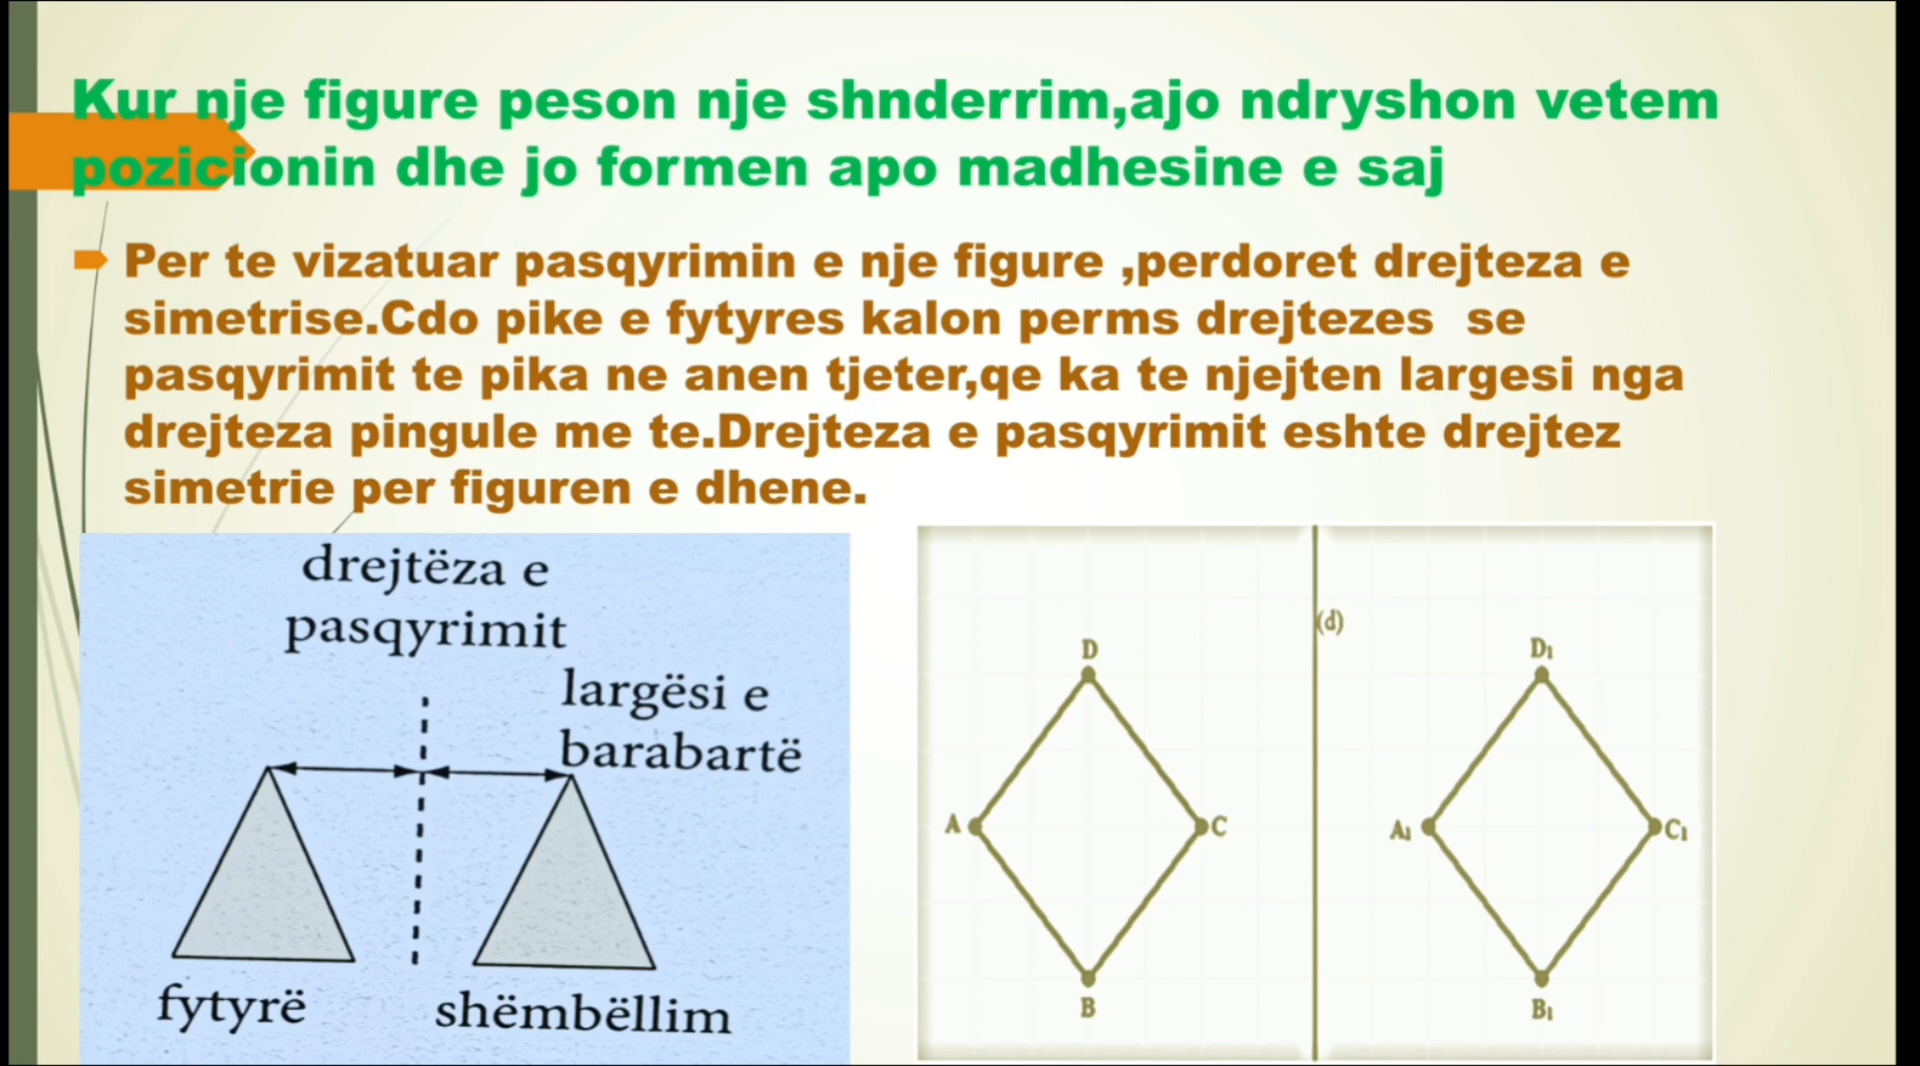 Kur nje figure peson nje shnderrim,ajo ndryshon vetem
pozicionin dhe jo formen apo madhesine e saj
Per te vizatuar pasqyrimin e nje figure ,perdoret drejteza e
simetrise.Cdo pike e fytyres kalon perms drejtezes se
pasqyrimit te pika ne anen tjeter,qe ka te njejten largesi nga
drejteza pingule me te.Drejteza e pasqyrimit eshte drejtez
simetrie per figuren e dhene.
drejtëza e
pasqyrimit
largësi e
barabartë
fytyrë
shëmbëllim
(d)
D
A
C
B
D₁
A₁
C₁
B₁